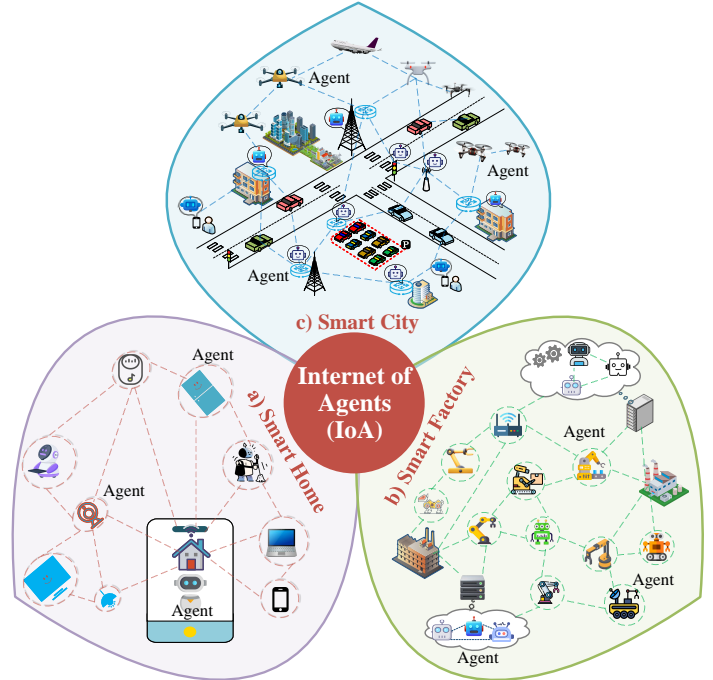 Agent
Agent
P
Agent
c) Smart City
Internet of
Agents
(IoA)
Agent
a) Smart Home
Agent
Agent
b) Smart Factory
Agent
Agent
Agent